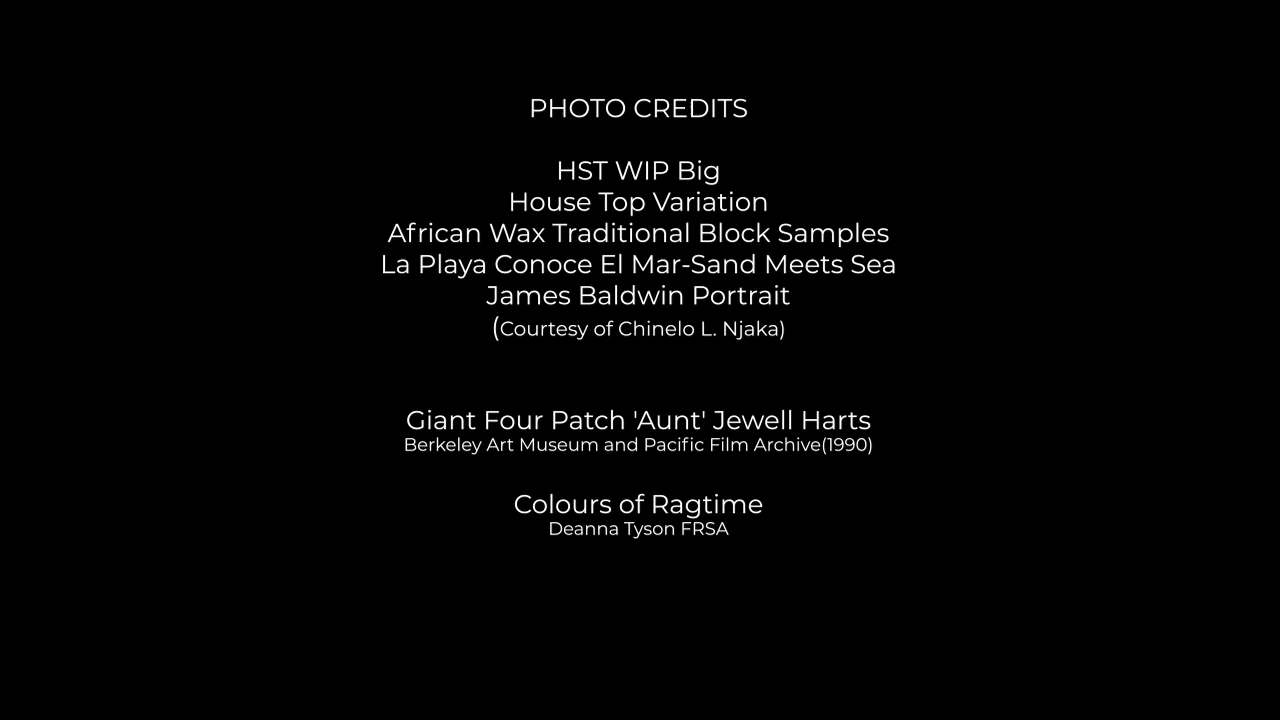 PHOTO CREDITS
HST WIP Big
House Top Variation
African Wax Traditional Block Samples
La Playa Conoce El Mar-Sand Meets Sea
James Baldwin Portrait
(Courtesy of Chinelo L. Njaka)
Giant Four Patch 'Aunt' Jewell Harts
Berkeley Art Museum and Pacific Film Archive(1990)
Colours of Ragtime
Deanna Tyson FRSA